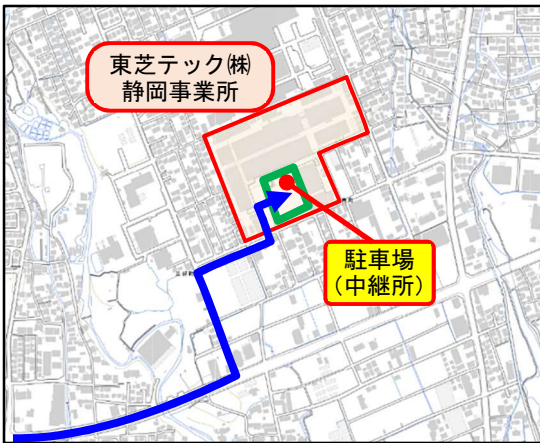 東芝テック㈱
静岡事業所
駐車場
（中継所）